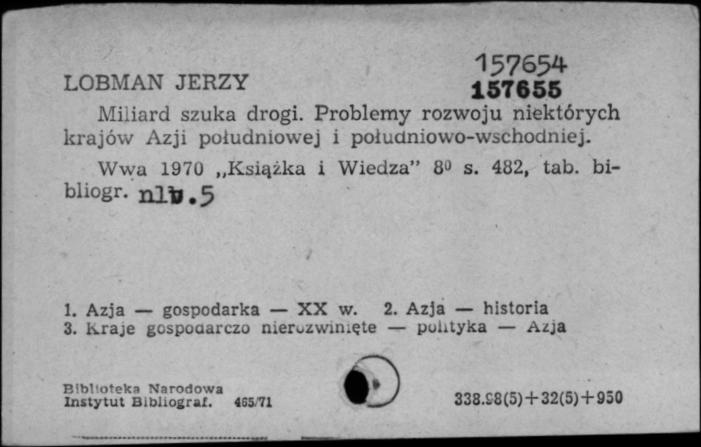 157654
LOBMAN JERZY
157655
Miliard szuka drogi. Problemy rozwoju niektórych
krajów Azji południowej i południowo-wschodniej.
Wwa 1970 „Książka i Wiedza” 8⁰ s. 482, tab. bi-
bliogr. nlb.5
1. Azja — gospodarka — XX w. 2. Azja — historia
3. Kraje gospodarczo nierozwinięte — polityka — Azja
Biblioteka Narodowa
Instytut Bibliograf. 465/71
338.98(5)+32(5)+950